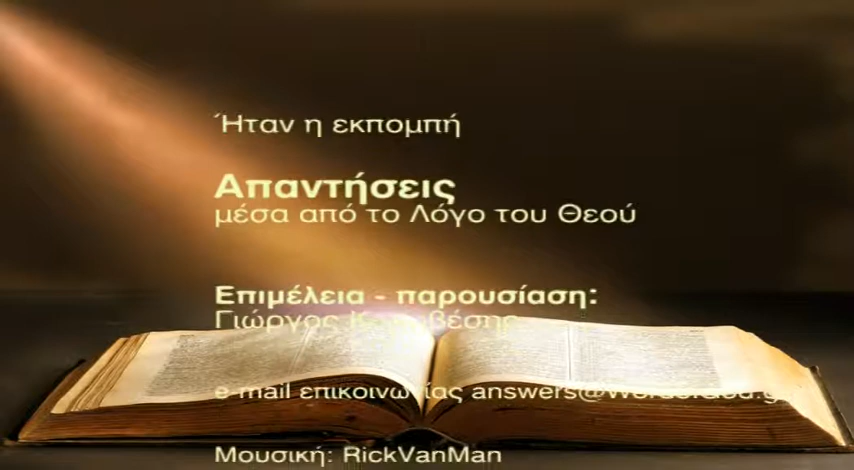 Ήταν η εκπομπή
Απαντήσεις
μέσα από το Λόγο του Θεού
Επιμέλεια - παρουσίαση:
Γιώργος
e-mail επικοινωνίας
Μουσική: RickVanMan